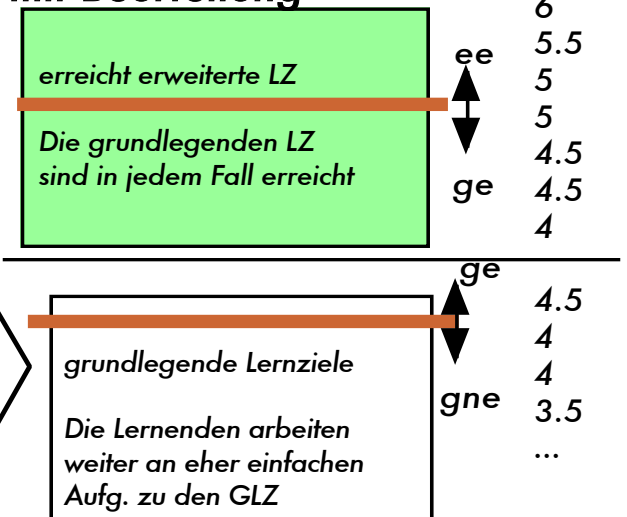 mit Beurteilung
erreicht erweiterte LZ
Die grundlegenden LZ
sind in jedem Fall erreicht
ee
ge
6
5.5
5
5
4.5
4.5
4
grundlegende Lernziele
Die Lernenden arbeiten
weiter an eher einfachen
Aufg. zu den GLZ
ge
gne
4.5
4
4
3.5
...